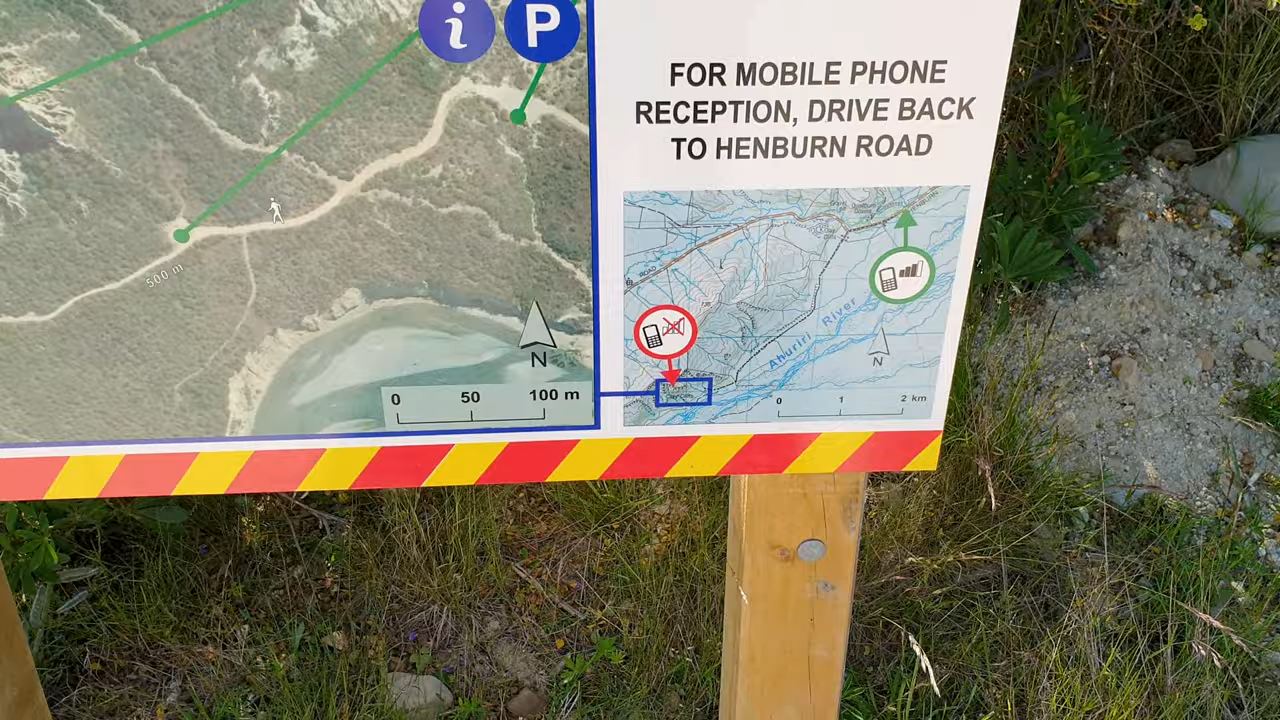 i
P
FOR MOBILE PHONE
RECEPTION, DRIVE BACK
TO HENBURN ROAD
500 m
N
0 50 100 m
ROAD
Ahuriri River
N
0 1 2 km